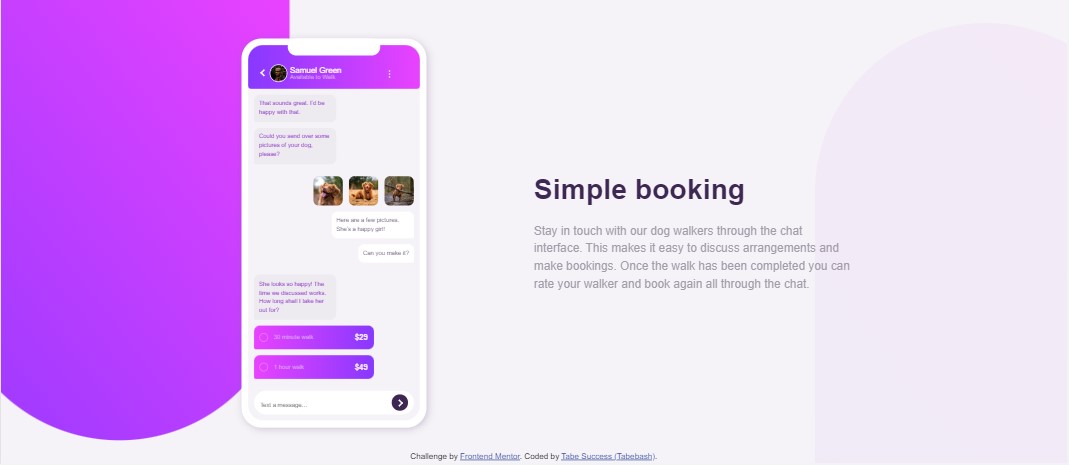 Samuel Green
Available to Walk
That sounds great. I'd be
happy with that.
Could you send over some
pictures of your dog,
please?
Here are a few pictures.
She's a happy girl!
Can you make it?
She looks so happy! The
time we discussed works.
How long shall I take her
out for?
30 minute walk $29
1 hour walk $49
Text a message...
Simple booking
Stay in touch with our dog walkers through the chat
interface. This makes it easy to discuss arrangements and
make bookings. Once the walk has been completed you can
rate your walker and book again all through the chat.
Challenge by Frontend Mentor. Coded by Tabe Success (Tabebash).